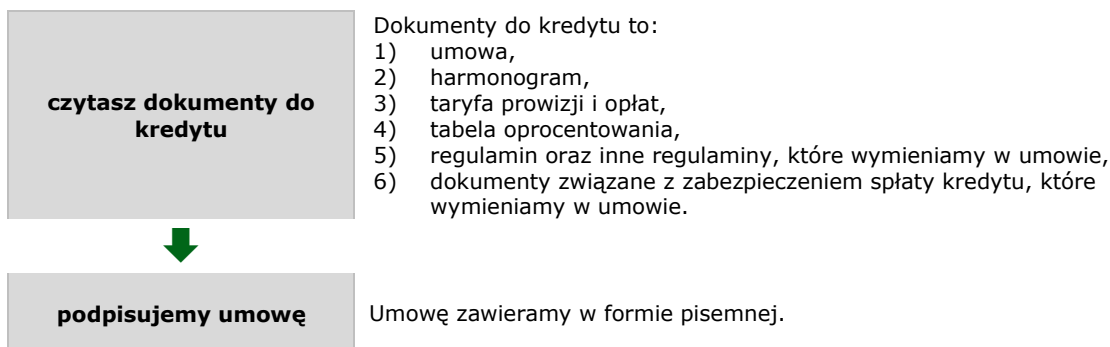 czytasz dokumenty do
kredytu
Dokumenty do kredytu to:
1) umowa,
2) harmonogram,
3) taryfa prowizji i opłat,
4) tabela oprocentowania,
5) regulamin oraz inne regulaminy, które wymieniamy w umowie,
6) dokumenty związane z zabezpieczeniem spłaty kredytu, które
wymieniamy w umowie.
podpisujemy umowę
Umowę zawieramy w formie pisemnej.